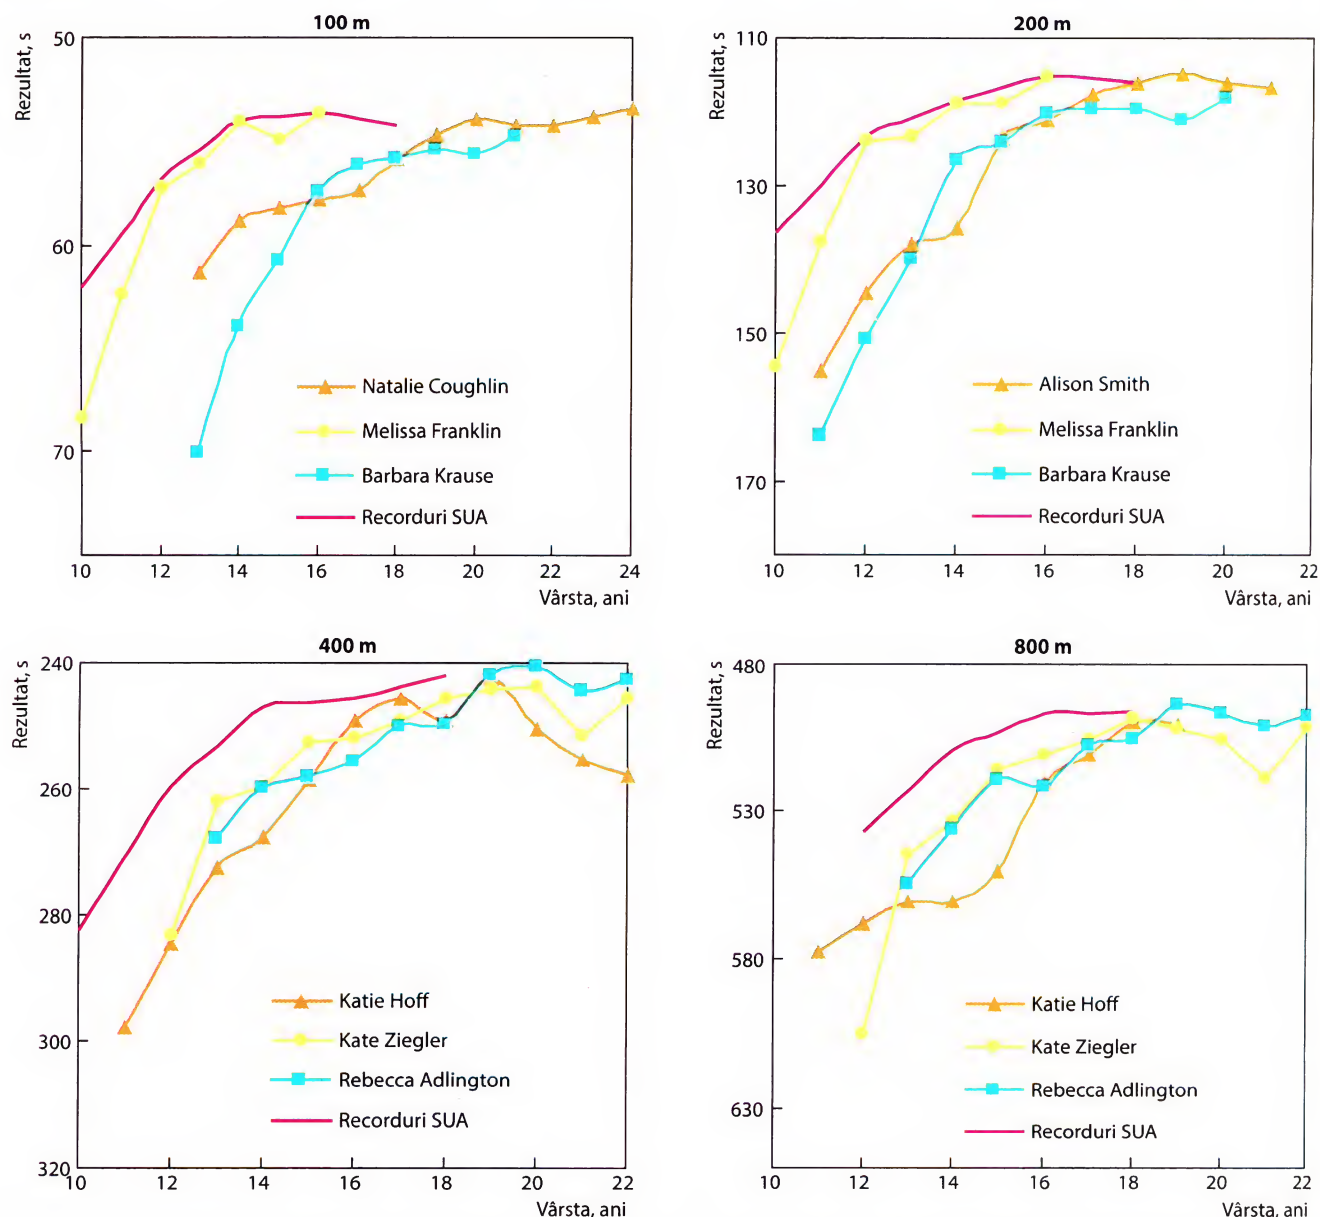 100 m
Rezultat, s
50
60
70
Natalie Coughlin
Melissa Franklin
Barbara Krause
Recorduri SUA
10 12 14 16 18 20 22 24
Vârsta, ani
200 m
Rezultat, s
110
130
150
170
Alison Smith
Melissa Franklin
Barbara Krause
Recorduri SUA
10 12 14 16 18 20 22
Vârsta, ani
400 m
Rezultat, s
240
260
280
300
320
Katie Hoff
Kate Ziegler
Rebecca Adlington
Recorduri SUA
10 12 14 16 18 20 22
Vârsta, ani
800 m
Rezultat, s
480
530
580
630
Katie Hoff
Kate Ziegler
Rebecca Adlington
Recorduri SUA
10 12 14 16 18 20 22
Vârsta, ani